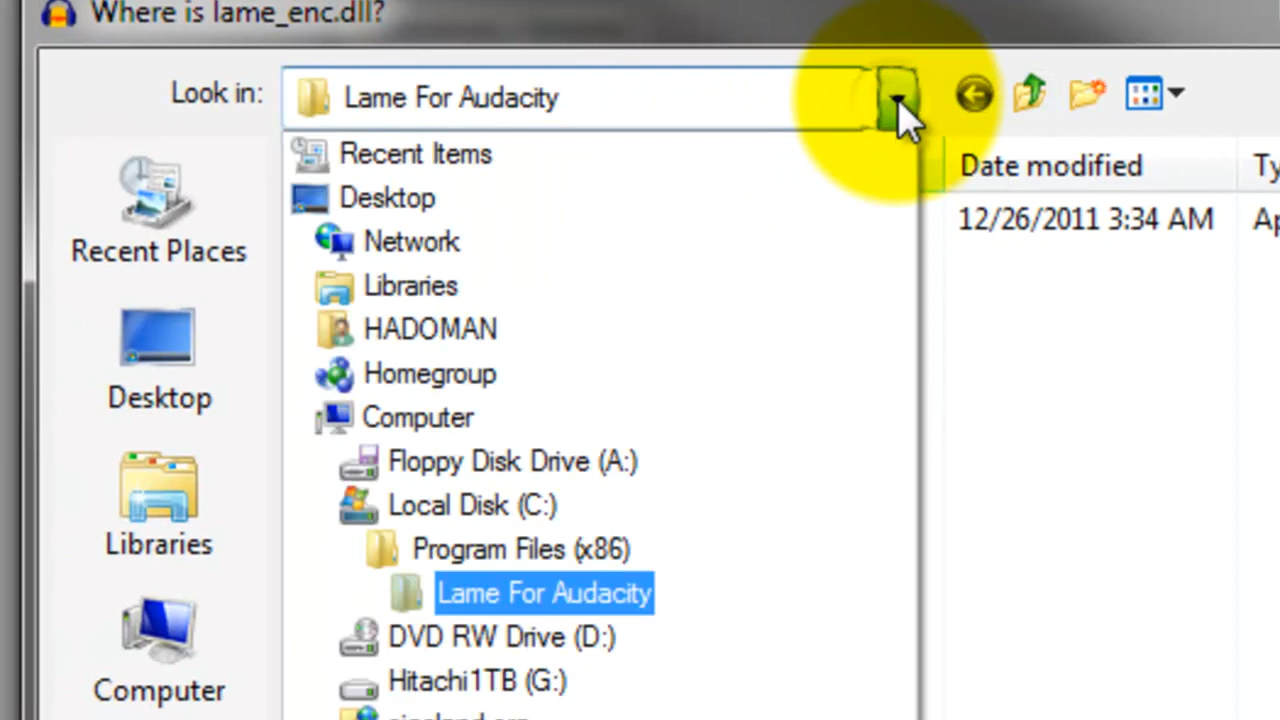 Where is lame_enc.dll?
Look in: Lame For Audacity
Recent Items
Desktop
Network
Libraries
HADOMAN
Homegroup
Computer
Floppy Disk Drive (A:)
Local Disk (C:)
Program Files (x86)
Lame For Audacity
DVD RW Drive (D:)
Hitachi1TB (G:)
Recent Places
Desktop
Libraries
Computer
Date modified
12/26/2011 3:34 AM